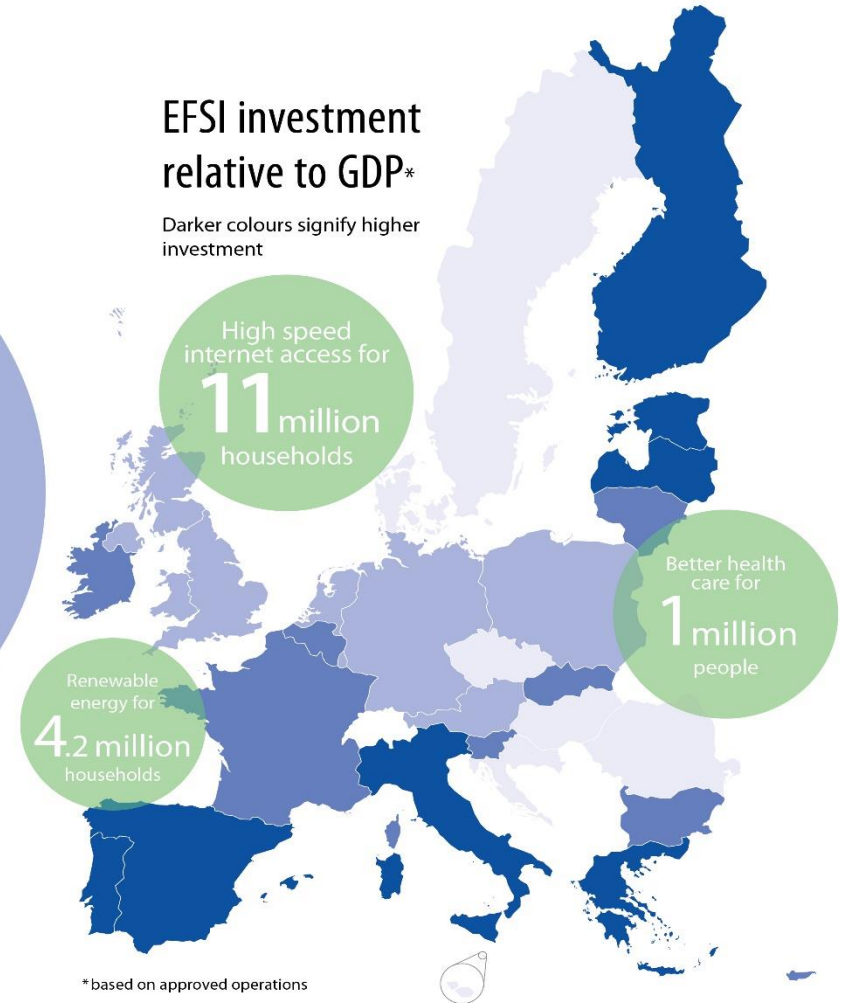 EFSI investment
relative to GDP*
Darker colours signify higher
investment
High speed
internet access for
11 million
households
Better health
care for
1 million
people
Renewable
energy for
4.2 million
households
*based on approved operations